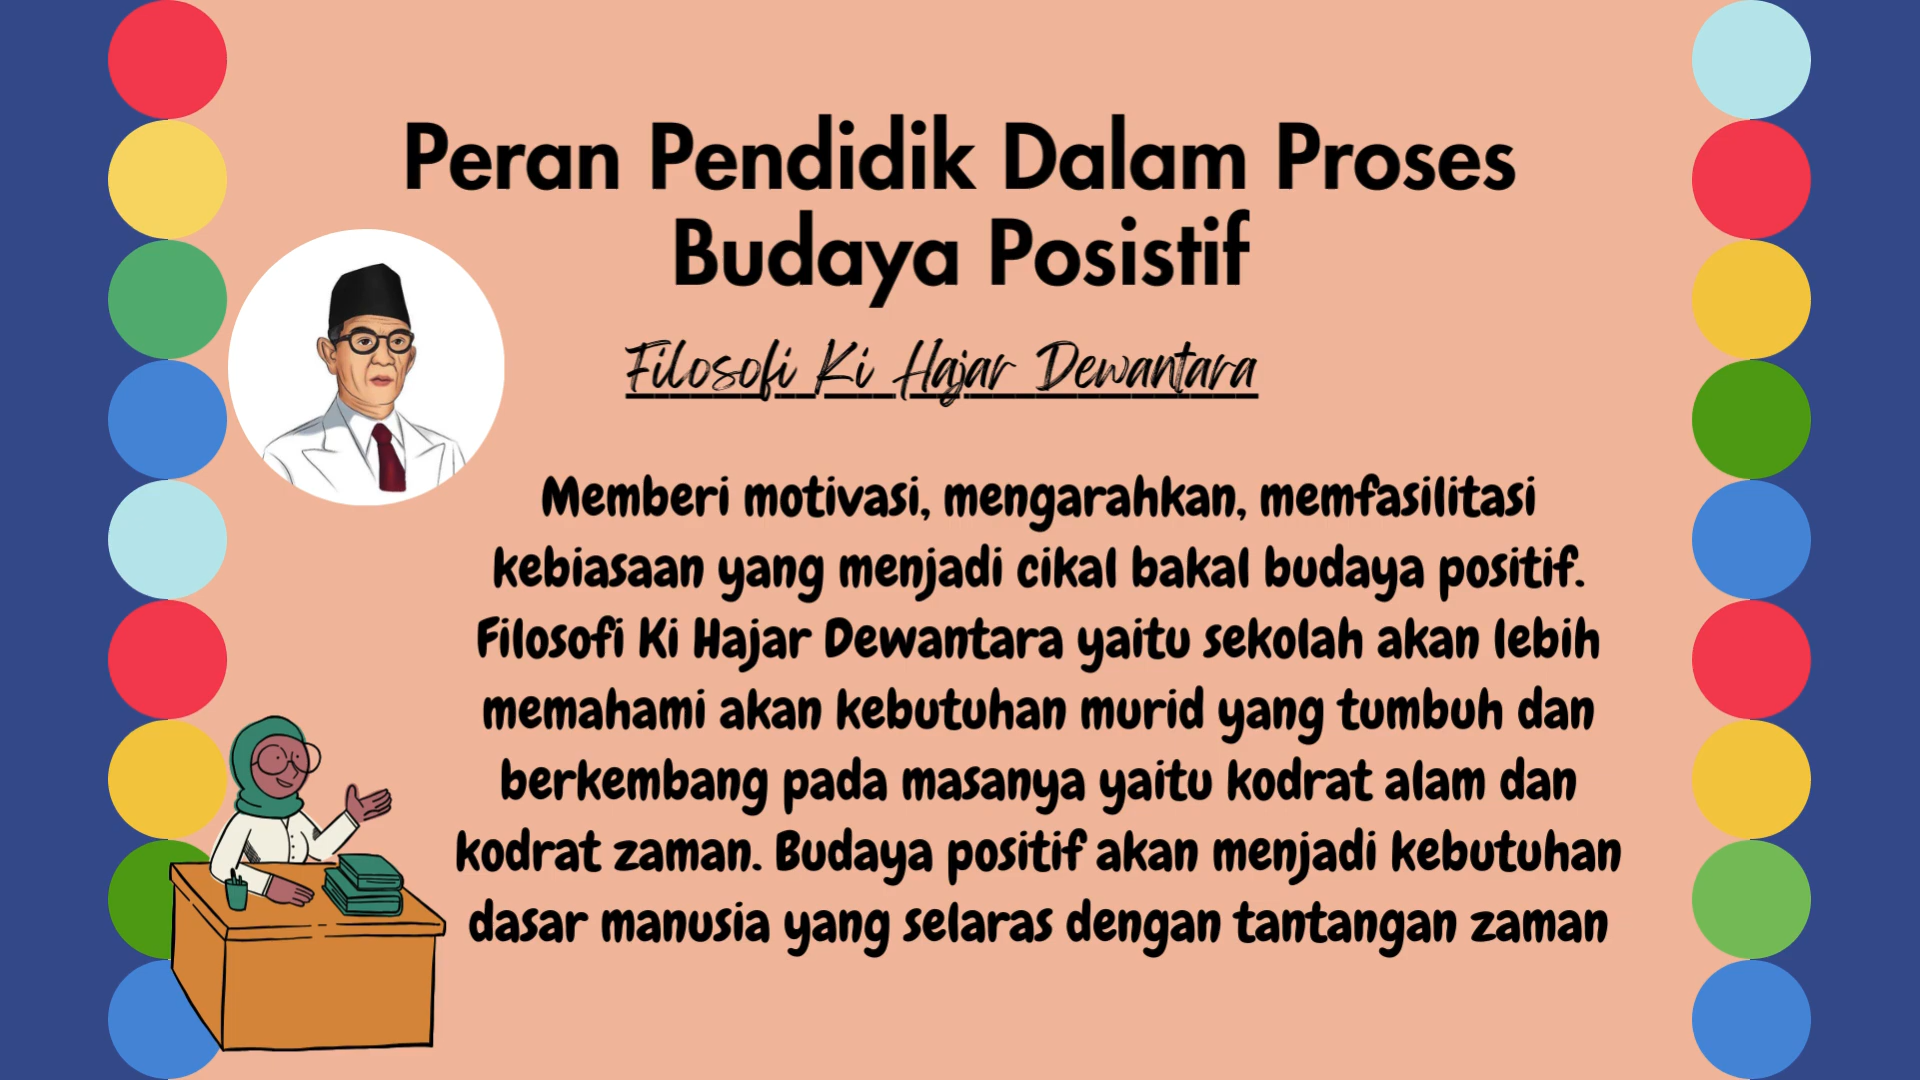 Peran Pendidik Dalam Proses
Budaya Posistif
Filosofi Ki Hajar Dewantara
Memberi motivasi, mengarahkan, memfasilitasi
kebiasaan yang menjadi cikal bakal budaya positif.
Filosofi Ki Hajar Dewantara yaitu sekolah akan lebih
memahami akan kebutuhan murid yang tumbuh dan
berkembang pada masanya yaitu kodrat alam dan
kodrat zaman. Budaya positif akan menjadi kebutuhan
dasar manusia yang selaras dengan tantangan zaman